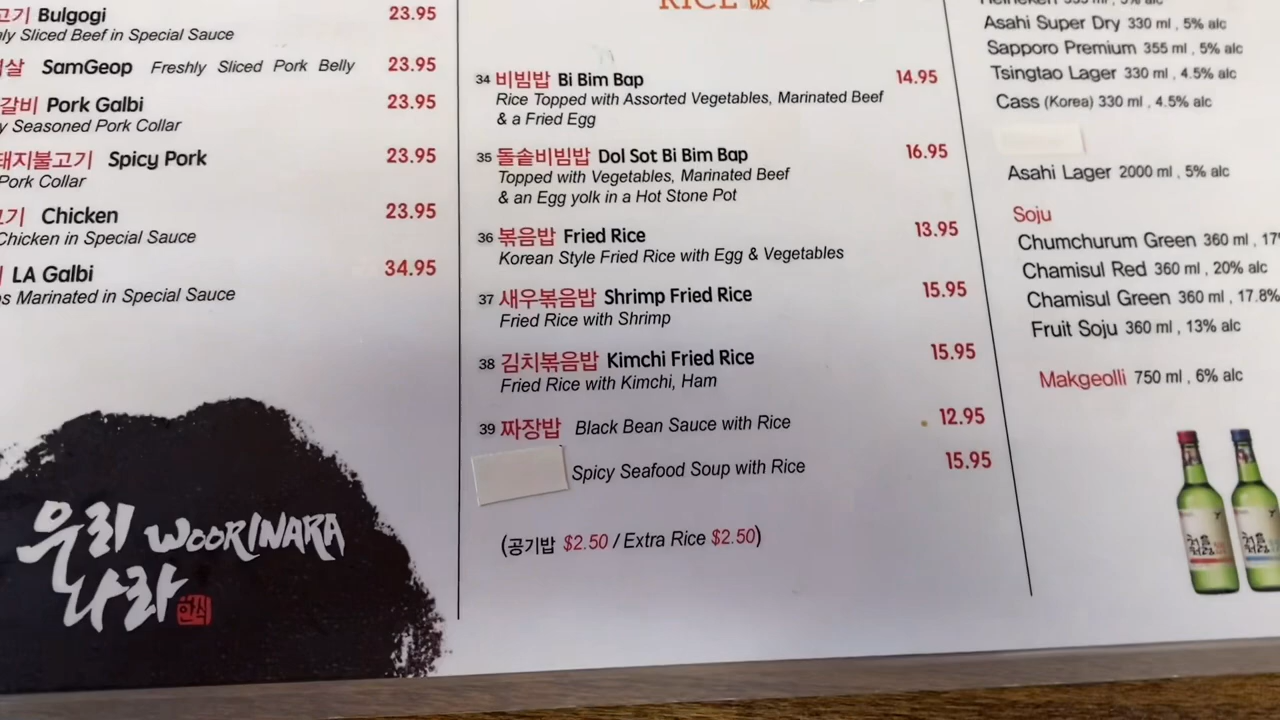 고기 Bulgogi 23.95
Sliced Beef in Special Sauce
살 SamGeop Freshly Sliced Pork Belly 23.95
갈비 Pork Galbi 23.95
Seasoned Pork Collar
돼지불고기 Spicy Pork 23.95
Pork Collar
고기 Chicken 23.95
Chicken in Special Sauce
LA Galbi 34.95
Marinated in Special Sauce
우리 WOORINARA
나라 한식
RICE 饭
34 비빔밥 Bi Bim Bap 14.95
Rice Topped with Assorted Vegetables, Marinated Beef
& a Fried Egg
35 돌솥비빔밥 Dol Sot Bi Bim Bap 16.95
Topped with Vegetables, Marinated Beef
& an Egg yolk in a Hot Stone Pot
36 볶음밥 Fried Rice 13.95
Korean Style Fried Rice with Egg & Vegetables
37 새우볶음밥 Shrimp Fried Rice 15.95
Fried Rice with Shrimp
38 김치볶음밥 Kimchi Fried Rice 15.95
Fried Rice with Kimchi, Ham
39 짜장밥 Black Bean Sauce with Rice 12.95
Spicy Seafood Soup with Rice 15.95
(공기밥 $2.50 / Extra Rice $2.50)
Asahi Super Dry 330 ml , 5% alc
Sapporo Premium 355 ml , 5% alc
Tsingtao Lager 330 ml , 4.5% alc
Cass (Korea) 330 ml , 4.5% alc
Asahi Lager 2000 ml , 5% alc
Soju
Chumchurum Green 360 ml , 17
Chamisul Red 360 ml , 20% alc
Chamisul Green 360 ml , 17.8%
Fruit Soju 360 ml , 13% alc
Makgeolli 750 ml , 6% alc